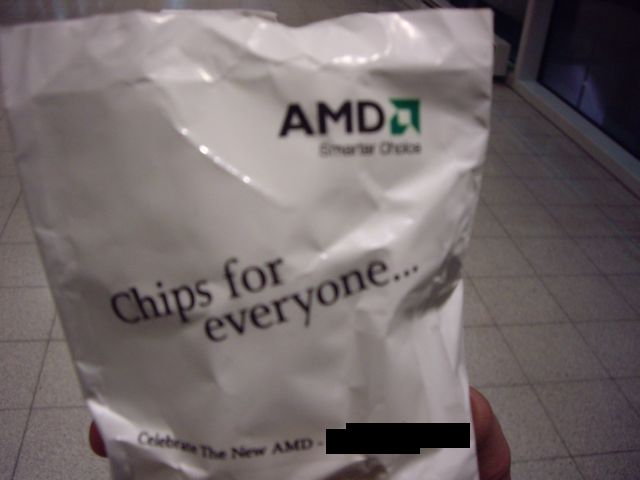 AMD
Smarter Choice
Chips for
everyone...
Celebrate The New AMD -